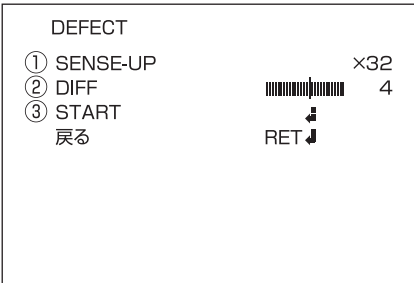 DEFECT
① SENSE-UP ×32
② DIFF 4
③ START ↲
戻る RET↲